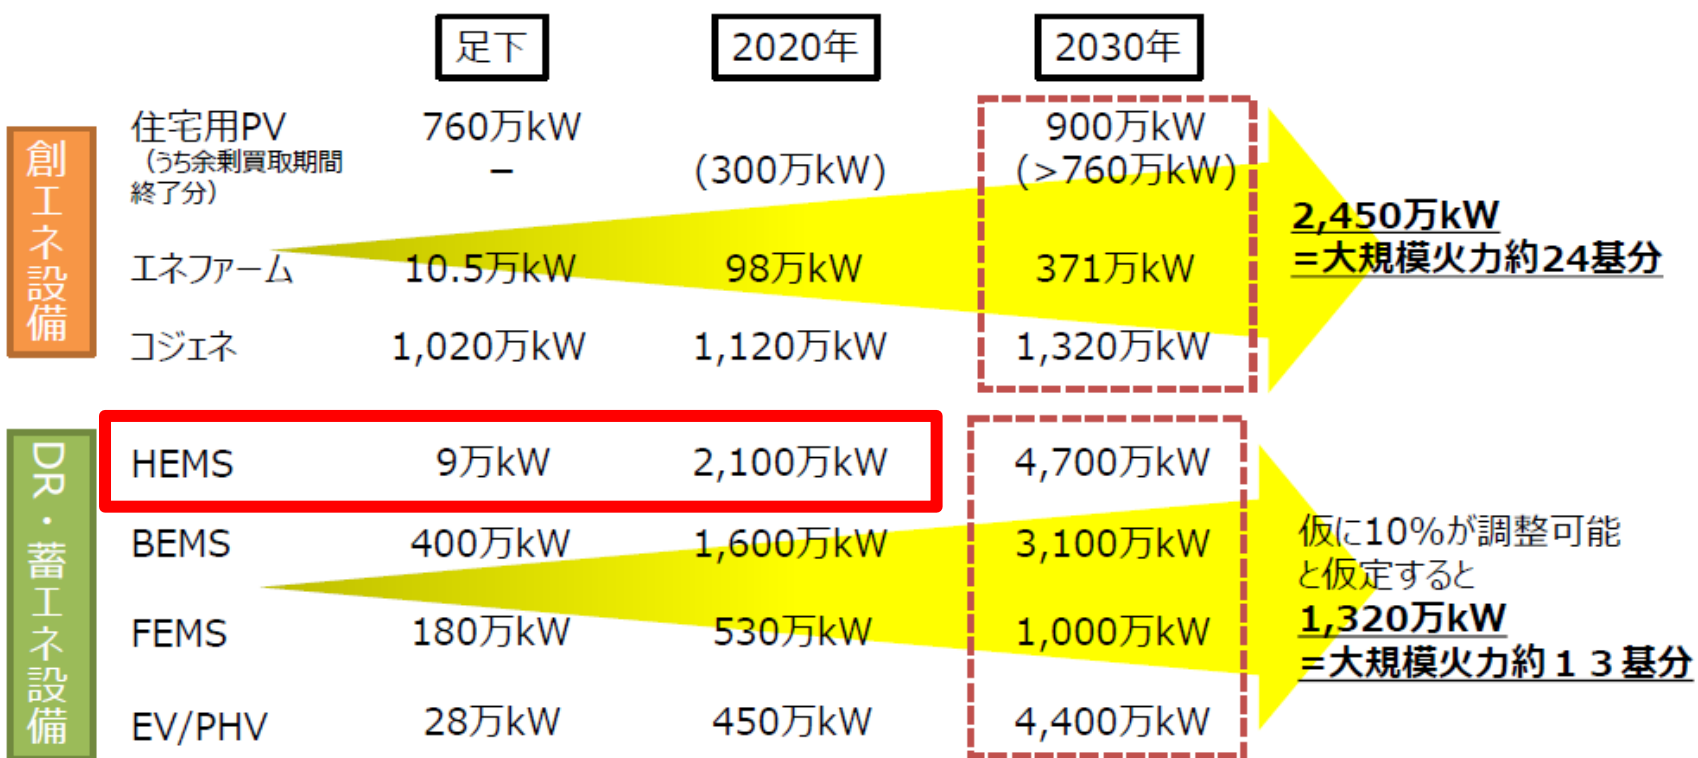 足下 2020年 2030年
創エネ設備
住宅用PV 760万kW 900万kW
（うち余剰買取期間 – (300万kW) (>760万kW)
終了分）
エネファーム 10.5万kW 98万kW 371万kW
コジェネ 1,020万kW 1,120万kW 1,320万kW
2,450万kW
=大規模火力約24基分
DR・蓄エネ設備
HEMS 9万kW 2,100万kW 4,700万kW
BEMS 400万kW 1,600万kW 3,100万kW
FEMS 180万kW 530万kW 1,000万kW
EV/PHV 28万kW 450万kW 4,400万kW
仮に10%が調整可能
と仮定すると
1,320万kW
=大規模火力約１３基分